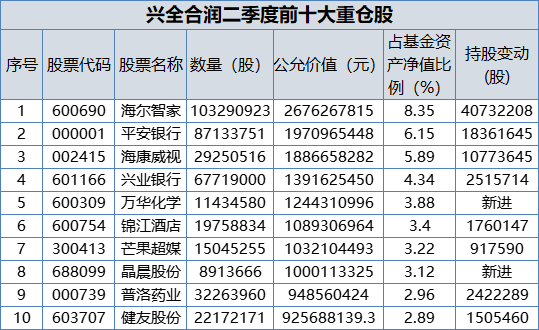 兴全合润二季度前十大重仓股
序号 股票代码 股票名称 数量（股） 公允价值（元） 占基金资产净值比例（%） 持股变动(股)
1 600690 海尔智家 103290923 2676267815 8.35 40732208
2 000001 平安银行 87133751 1970965448 6.15 18361645
3 002415 海康威视 29250516 1886658282 5.89 10773645
4 601166 兴业银行 67719000 1391625450 4.34 2515714
5 600309 万华化学 11434580 1244310996 3.88 新进
6 600754 锦江酒店 19758834 1089306964 3.4 1760147
7 300413 芒果超媒 15045255 1032104493 3.22 917590
8 688099 晶晨股份 8913666 1000113325 3.12 新进
9 000739 普洛药业 32263960 948560424 2.96 2422289
10 603707 健友股份 22172171 925688139.3 2.89 1505460